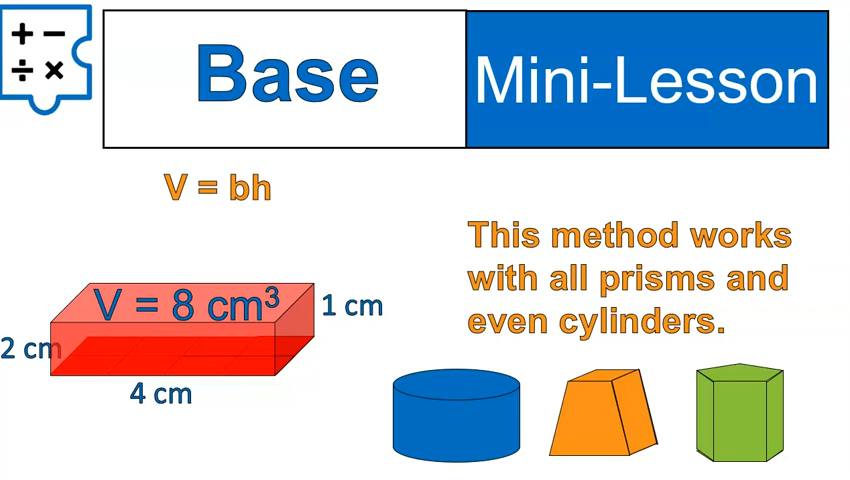 + −
÷ ×
Base
Mini-Lesson
V = bh
This method works
with all prisms and
even cylinders.
V = 8 cm³
1 cm
2 cm
4 cm